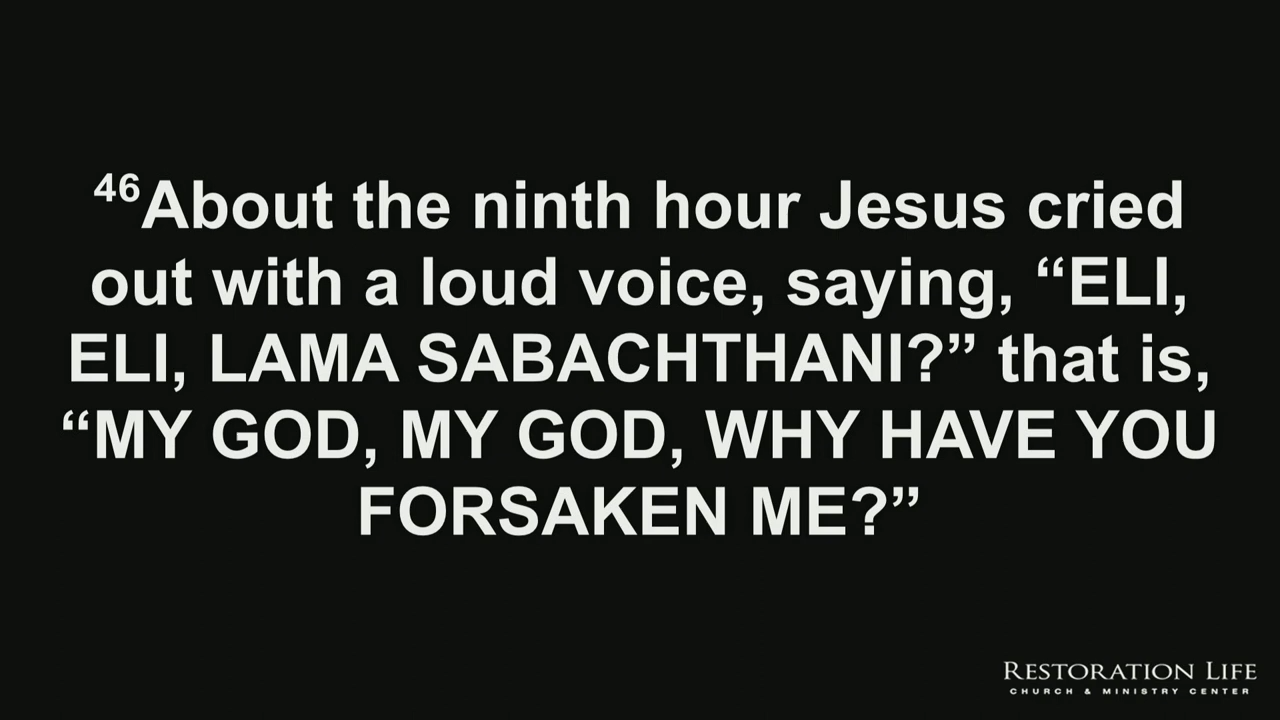 46About the ninth hour Jesus cried
out with a loud voice, saying, “ELI,
ELI, LAMA SABACHTHANI?” that is,
“MY GOD, MY GOD, WHY HAVE YOU
FORSAKEN ME?”
RESTORATION LIFE
CHURCH & MINISTRY CENTER